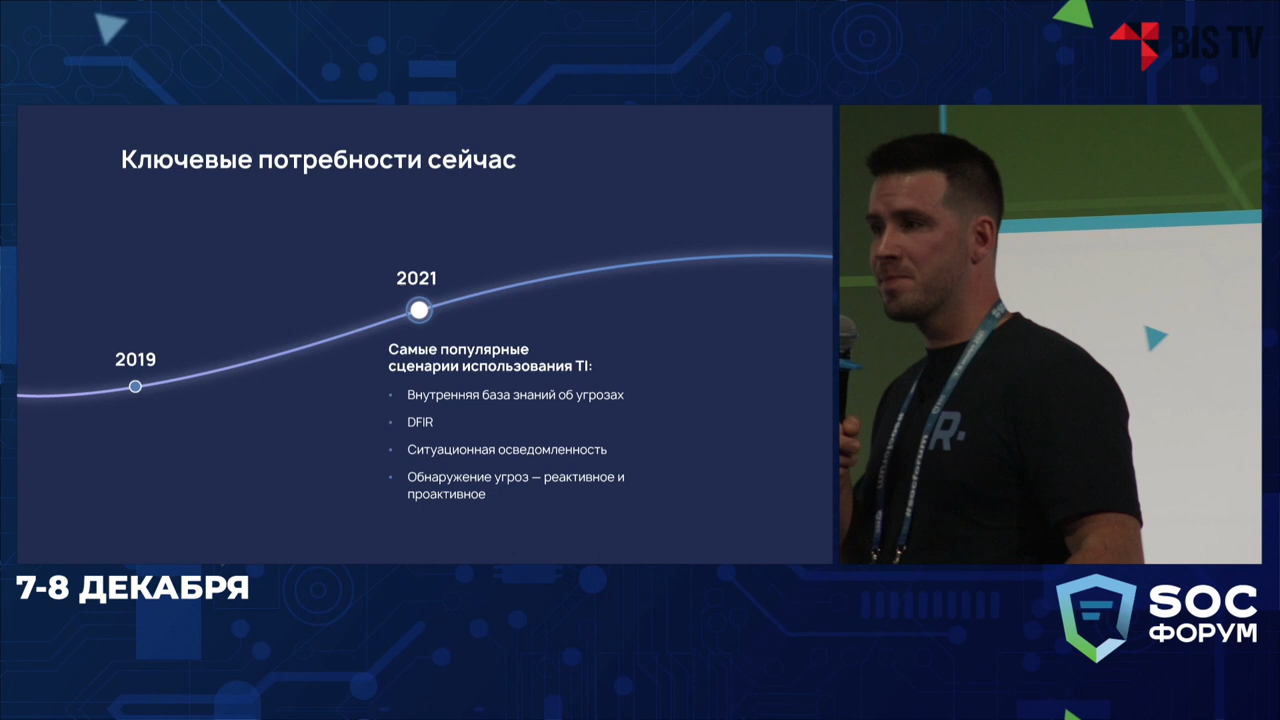 BIS TV
Ключевые потребности сейчас
2021
2019
Самые популярные
сценарии использования TI:
• Внутренняя база знаний об угрозах
• DFIR
• Ситуационная осведомленность
• Обнаружение угроз — реактивное и
проактивное
R.
7-8 ДЕКАБРЯ
SOC
ФОРУМ